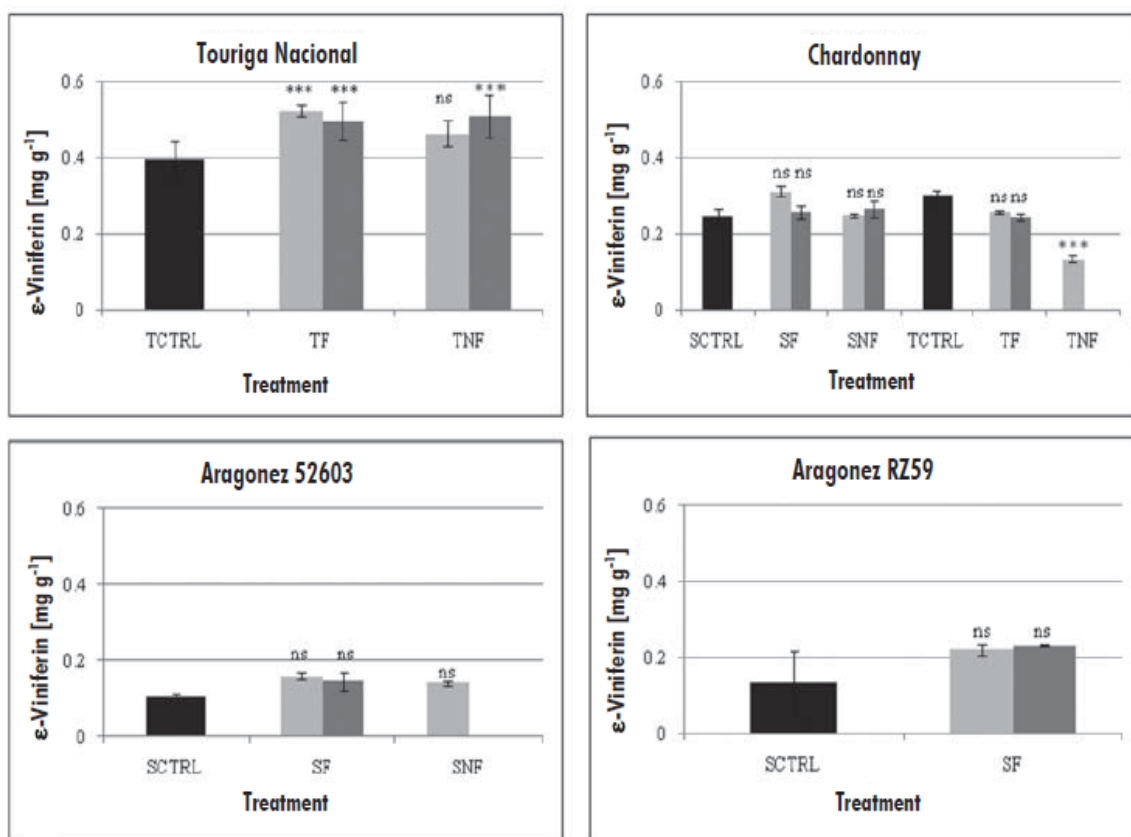 Touriga Nacional
ε-Viniferin [mg g⁻¹]
0.6
0.4
0.2
0
*** *** ns ***
TCTRL TF TNF
Treatment
Chardonnay
ε-Viniferin [mg g⁻¹]
0.6
0.4
0.2
0
ns ns ns ns ns ns ***
SCTRL SF SNF TCTRL TF TNF
Treatment
Aragonez 52603
ε-Viniferin [mg g⁻¹]
0.6
0.4
0.2
0
ns ns ns
SCTRL SF SNF
Treatment
Aragonez RZ59
ε-Viniferin [mg g⁻¹]
0.6
0.4
0.2
0
ns ns
SCTRL SF
Treatment